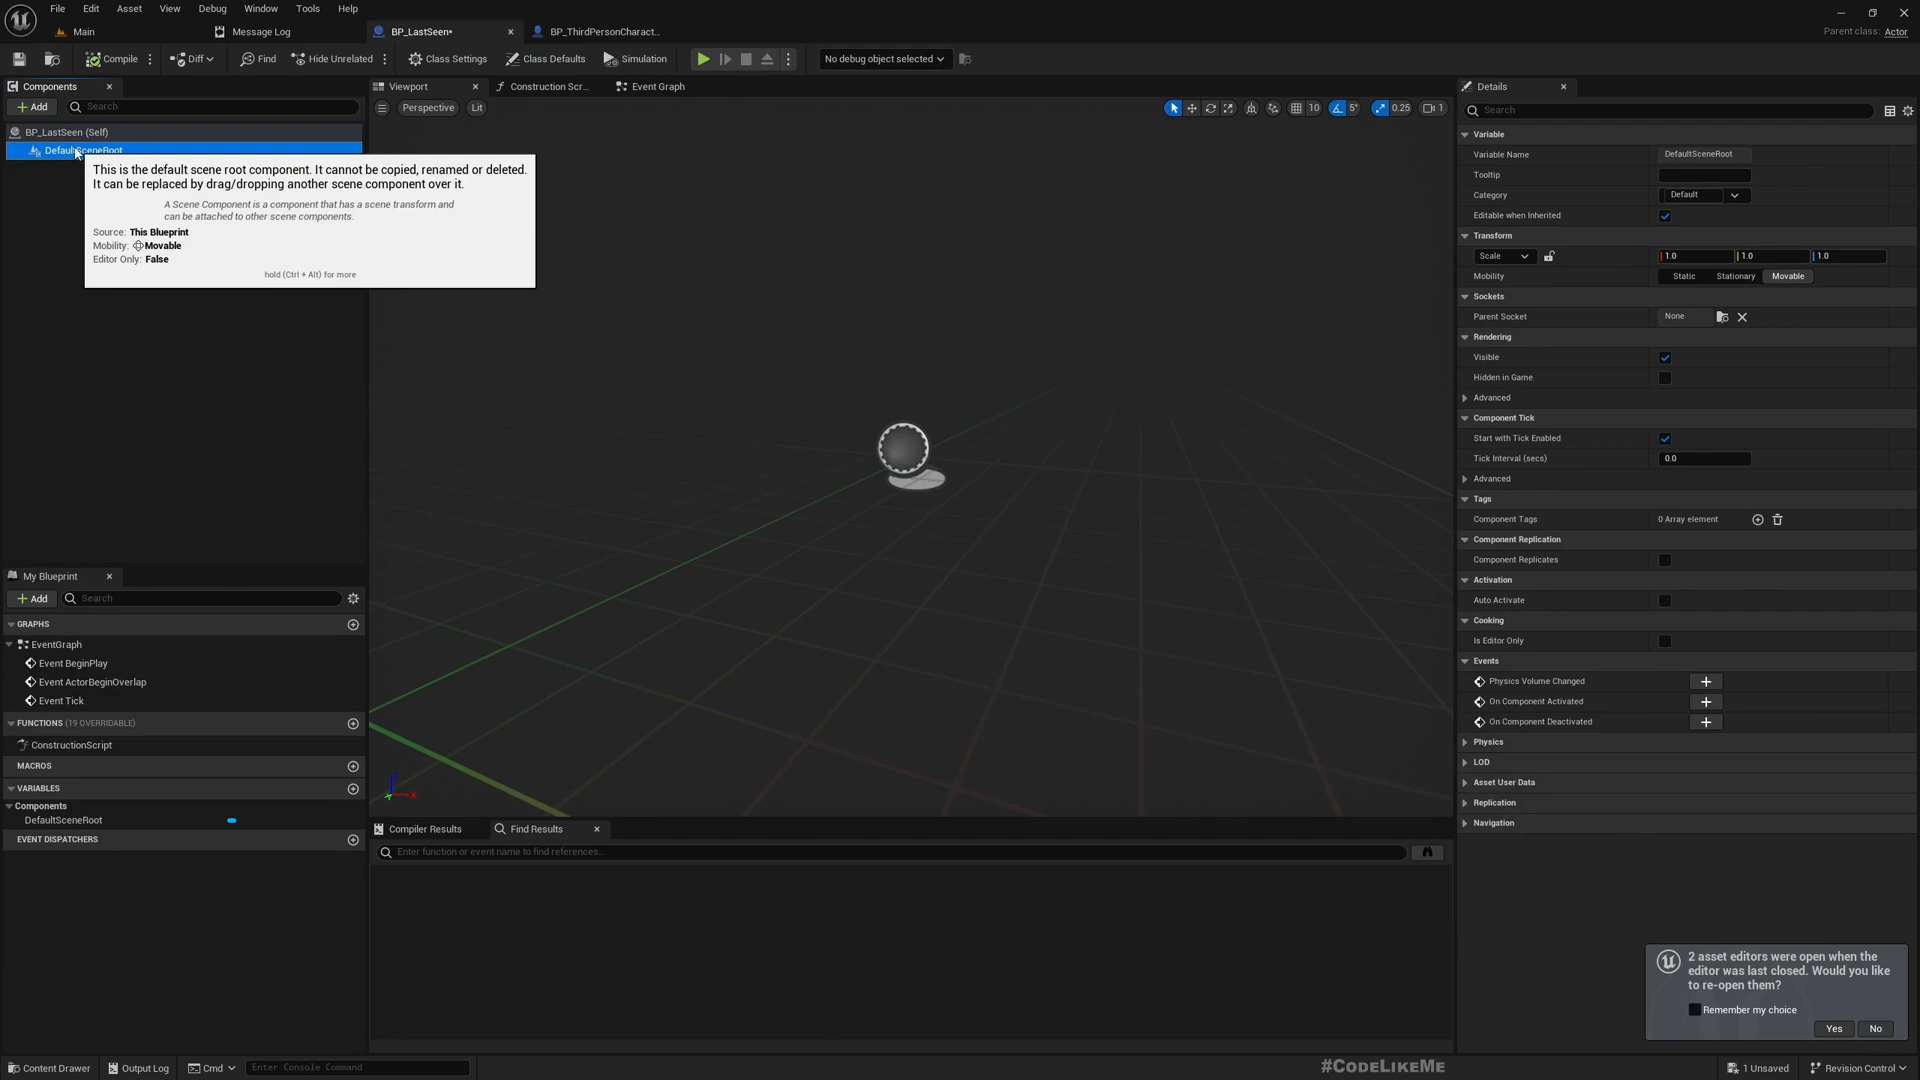 File Edit Asset View Debug Window Tools Help
Main
Message Log
BP_LastSeen•
BP_ThirdPersonCharact...
Parent class: Actor
Compile
Diff
Find
Hide Unrelated
Class Settings
Class Defaults
Simulation
No debug object selected
Components
Add
Search
BP_LastSeen (Self)
DefaultSceneRoot
This is the default scene root component. It cannot be copied, renamed or deleted.
It can be replaced by drag/dropping another scene component over it.
A Scene Component is a component that has a scene transform and
can be attached to other scene components.
Source: This Blueprint
Mobility: Movable
Editor Only: False
hold (Ctrl + Alt) for more
My Blueprint
Add
Search
GRAPHS
EventGraph
Event BeginPlay
Event ActorBeginOverlap
Event Tick
FUNCTIONS (19 OVERRIDABLE)
ConstructionScript
MACROS
VARIABLES
Components
DefaultSceneRoot
EVENT DISPATCHERS
Viewport
Construction Scr...
Event Graph
Perspective
Lit
10
5°
0.25
1
Compiler Results
Find Results
Enter function or event name to find references...
Details
Search
Variable
Variable Name DefaultSceneRoot
Tooltip
Category Default
Editable when Inherited
Transform
Scale 1.0 1.0 1.0
Mobility Static Stationary Movable
Sockets
Parent Socket None
Rendering
Visible
Hidden in Game
Advanced
Component Tick
Start with Tick Enabled
Tick Interval (secs) 0.0
Advanced
Tags
Component Tags 0 Array element
Component Replication
Component Replicates
Activation
Auto Activate
Cooking
Is Editor Only
Events
Physics Volume Changed
On Component Activated
On Component Deactivated
Physics
LOD
Asset User Data
Replication
Navigation
2 asset editors were open when the
editor was last closed. Would you like
to re-open them?
Remember my choice
Yes No
Content Drawer
Output Log
Cmd
Enter Console Command
#CODELIKEME
1 Unsaved
Revision Control